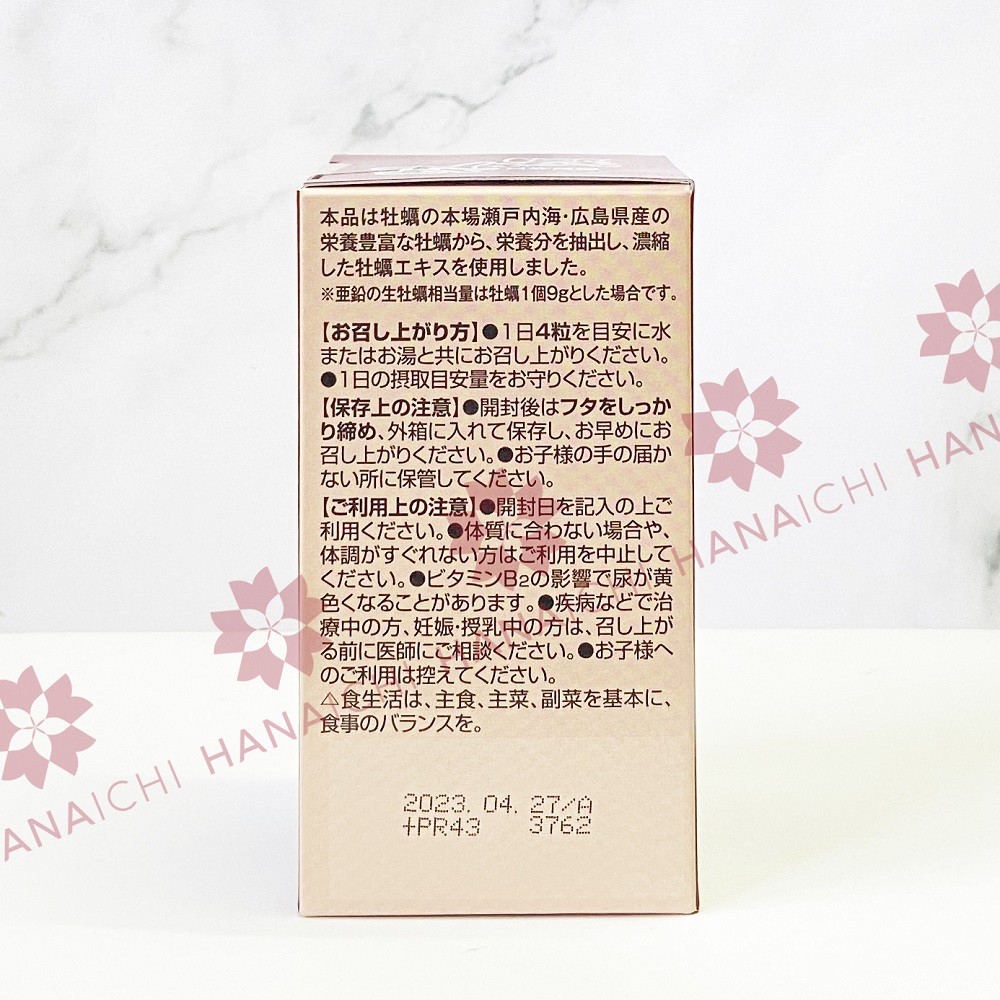 本品は牡蠣の本場瀬戸内海・広島県産の
栄養豊富な牡蠣から、栄養分を抽出し、濃縮
した牡蠣エキスを使用しました。
※亜鉛の生牡蠣相当量は牡蠣1個9gとした場合です。
【お召し上がり方】●1日4粒を目安に水
またはお湯と共にお召し上がりください。
●1日の摂取目安量をお守りください。
【保存上の注意】●開封後はフタをしっか
り締め、外箱に入れて保存し、お早めにお
召し上がりください。●お子様の手の届か
ない所に保管してください。
【ご利用上の注意】●開封日を記入の上ご
利用ください。●体質に合わない場合や、
体調がすぐれない方はご利用を中止して
ください。●ビタミンB₂の影響で尿が黄
色くなることがあります。●疾病などで治
療中の方、妊娠・授乳中の方は、召し上が
る前に医師にご相談ください。●お子様へ
のご利用は控えてください。
△食生活は、主食、主菜、副菜を基本に、
食事のバランスを。
2023.04.27/A
+PR43 3762
HANAICHI HANAICHI HANAICHI HANAICHI HANA